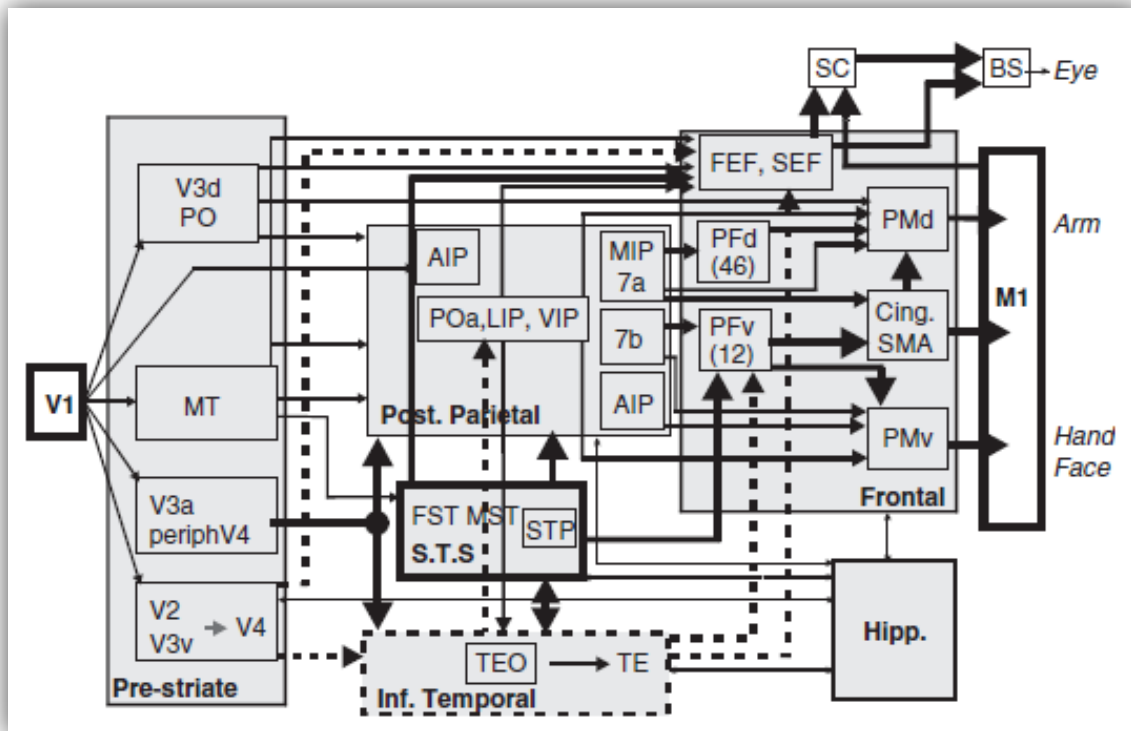 SC
BS
Eye
FEF, SEF
V3d
PO
PMd
Arm
AIP
MIP
7a
PFd
(46)
POa,LIP, VIP
Cing.
SMA
M1
7b
PFv
(12)
V1
MT
AIP
Post. Parietal
PMv
Hand
Face
V3a
periphV4
FST MST
STP
S.T.S
Frontal
V2
V3v
V4
Hipp.
TEO
TE
Pre-striate
Inf. Temporal